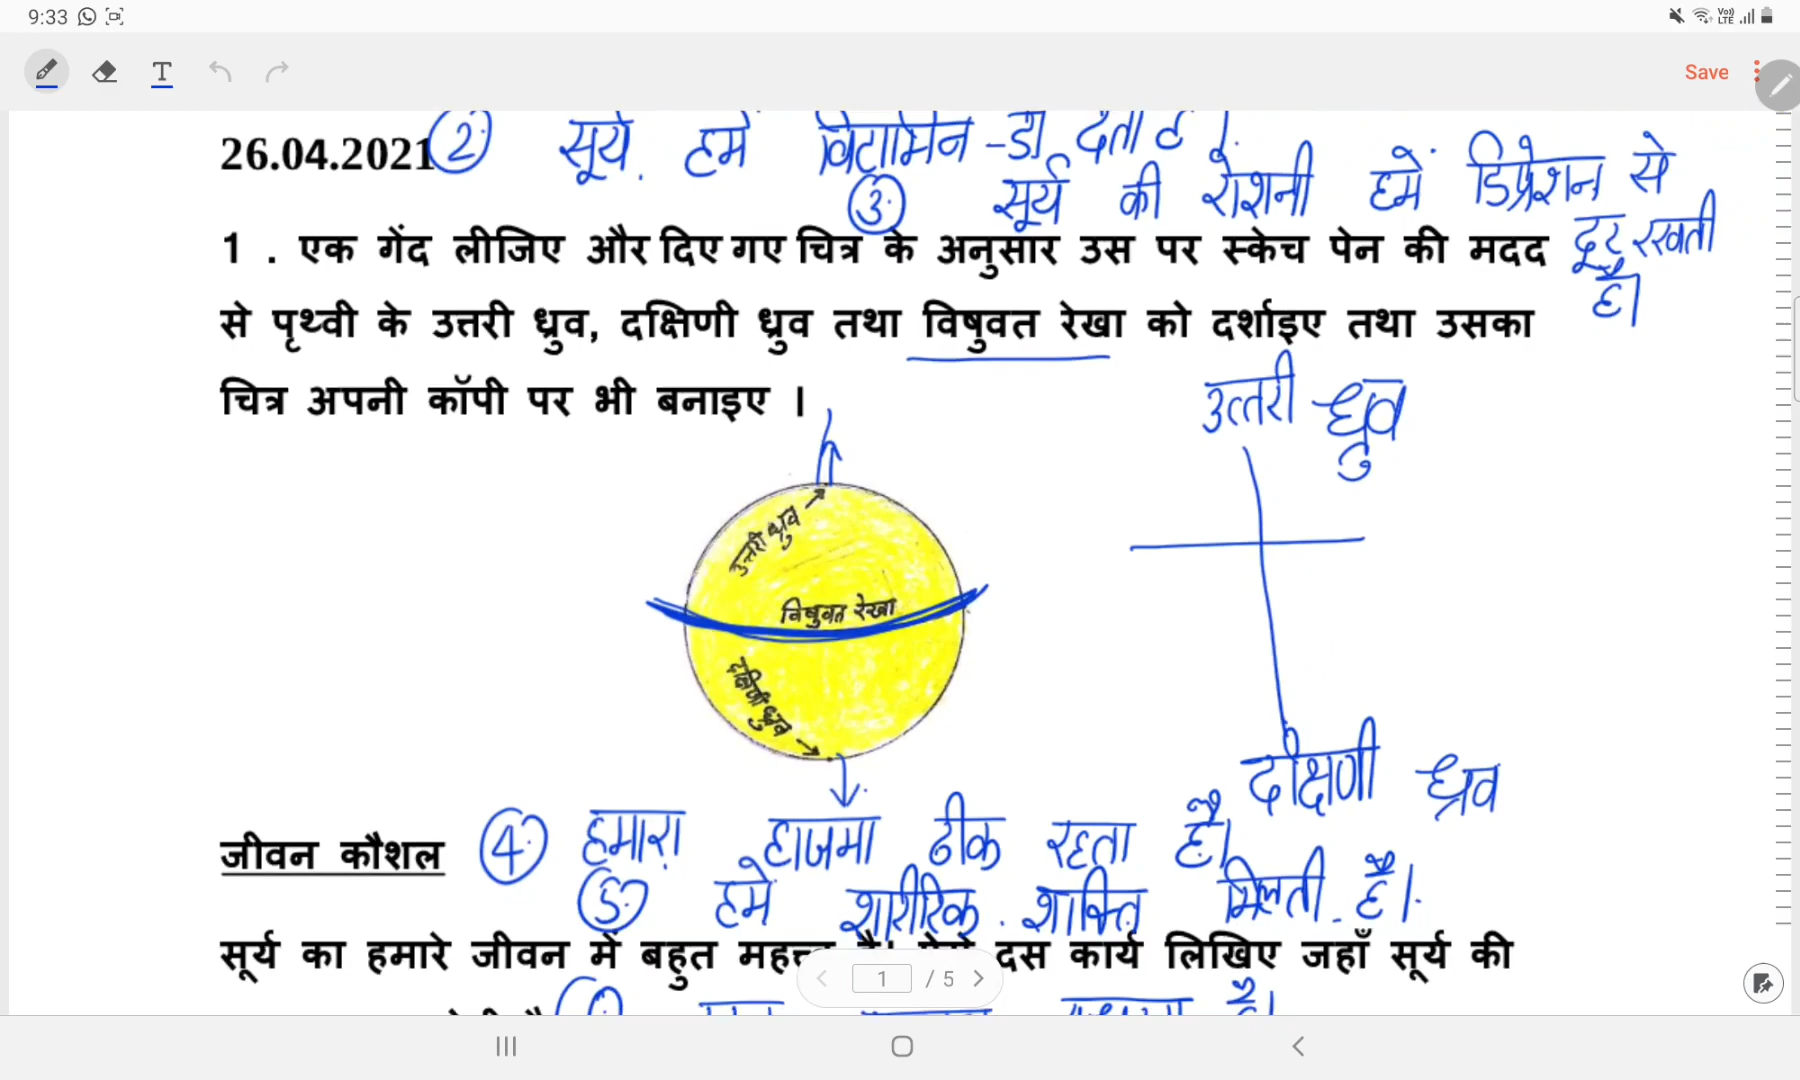 9:33
Save
26.04.2021 ② सूर्य हमें विटामिन-डी देता है।
③ सूर्य की रोशनी हमें डिप्रेशन से
दूर रखती
है।
1 . एक गेंद लीजिए और दिए गए चित्र के अनुसार उस पर स्केच पेन की मदद
से पृथ्वी के उत्तरी ध्रुव, दक्षिणी ध्रुव तथा विषुवत रेखा को दर्शाइए तथा उसका
चित्र अपनी कॉपी पर भी बनाइए ।
उत्तरी ध्रुव
उत्तरी ध्रुव
विषुवत रेखा
दक्षिणी ध्रुव
दक्षिणी ध्रव
जीवन कौशल ④ हमारा हाजमा ठीक रहता है।
⑤ हमे शारीरिक शक्ति मिलती है।
सूर्य का हमारे जीवन में बहुत महत्त्व है। ऐसे दस कार्य लिखिए जहाँ सूर्य की
1 / 5